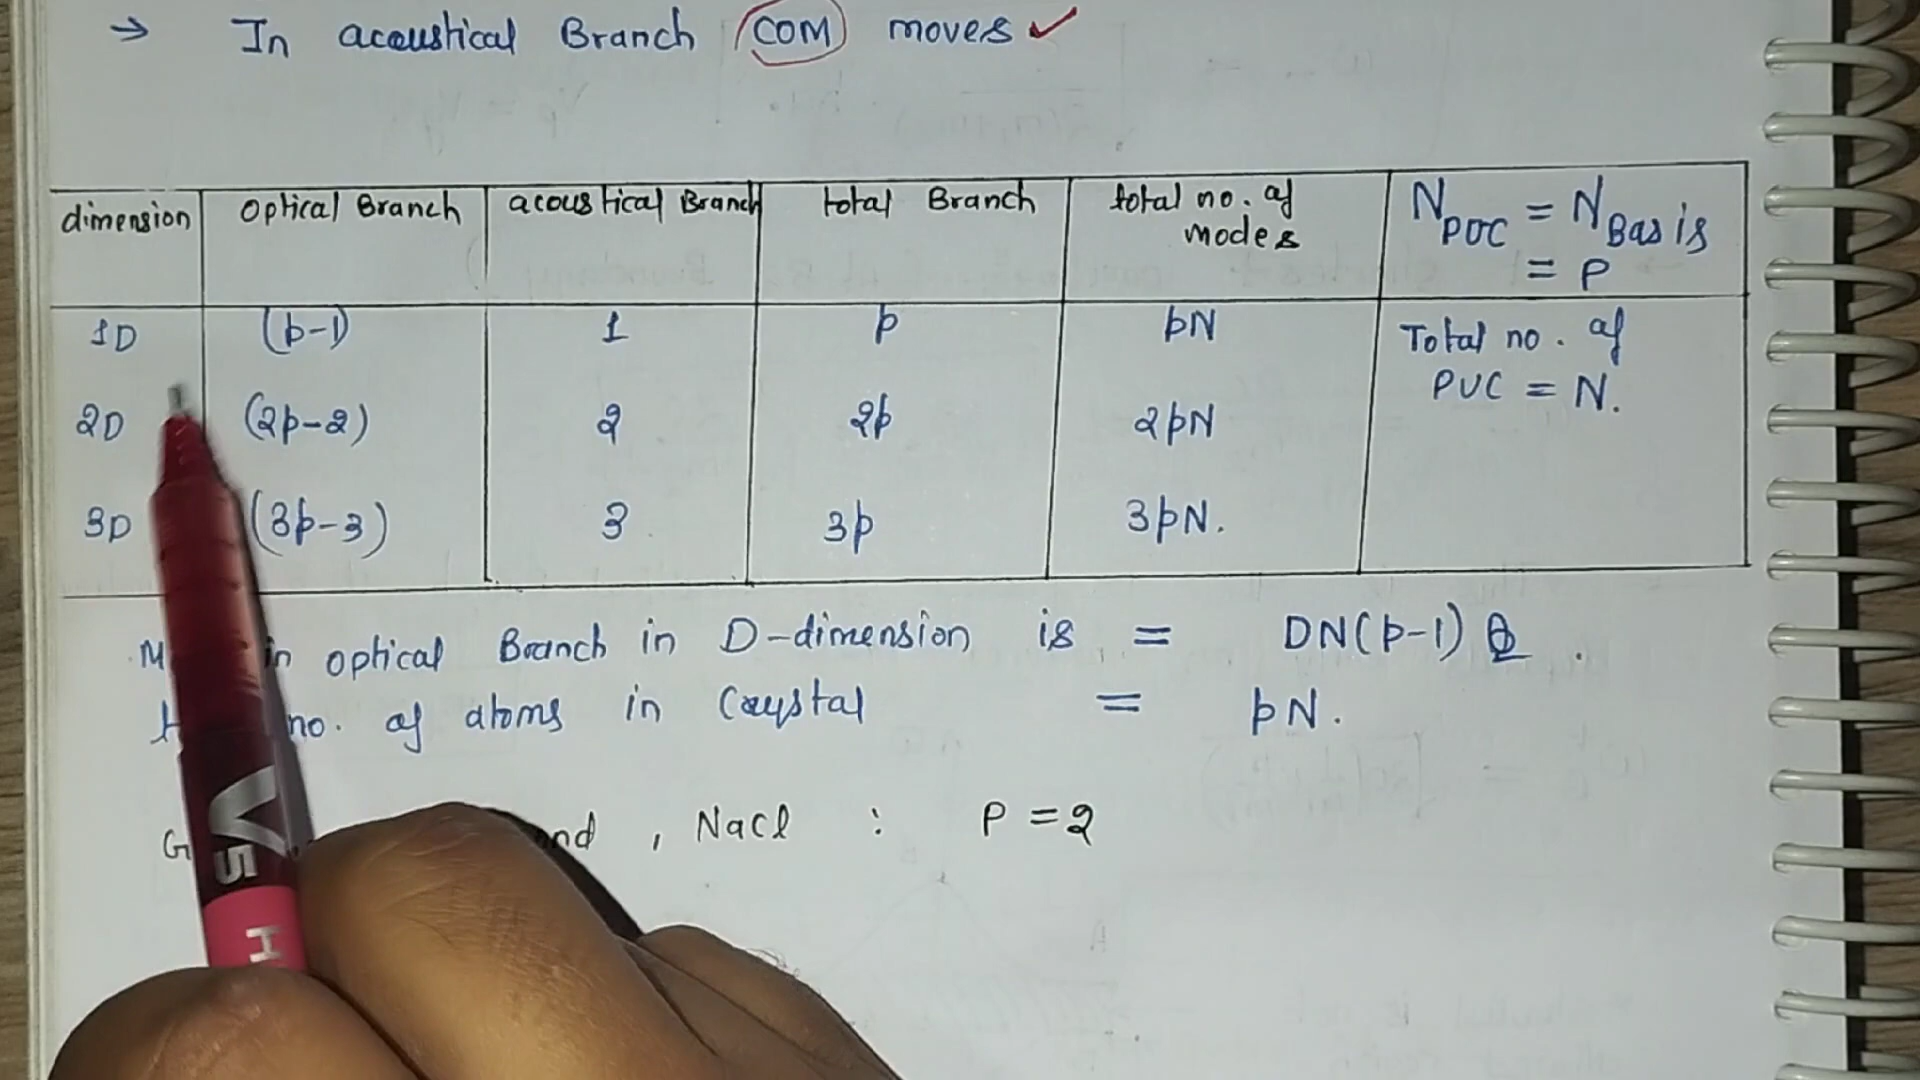 → In acoustical Branch COM moves ✓
dimension optical Branch acoustical Branch total Branch total no. of modes N_PUC = N_Basis = P
1D (p-1) 1 p pN Total no. of PUC = N.
2D (2p-2) 2 2p 2pN
3D (3p-3) 3 3p 3pN.
in optical Branch in D-dimension is = DN(p-1)
no. of atoms in Crystal = pN.
, NaCl : P = 2
V5
H